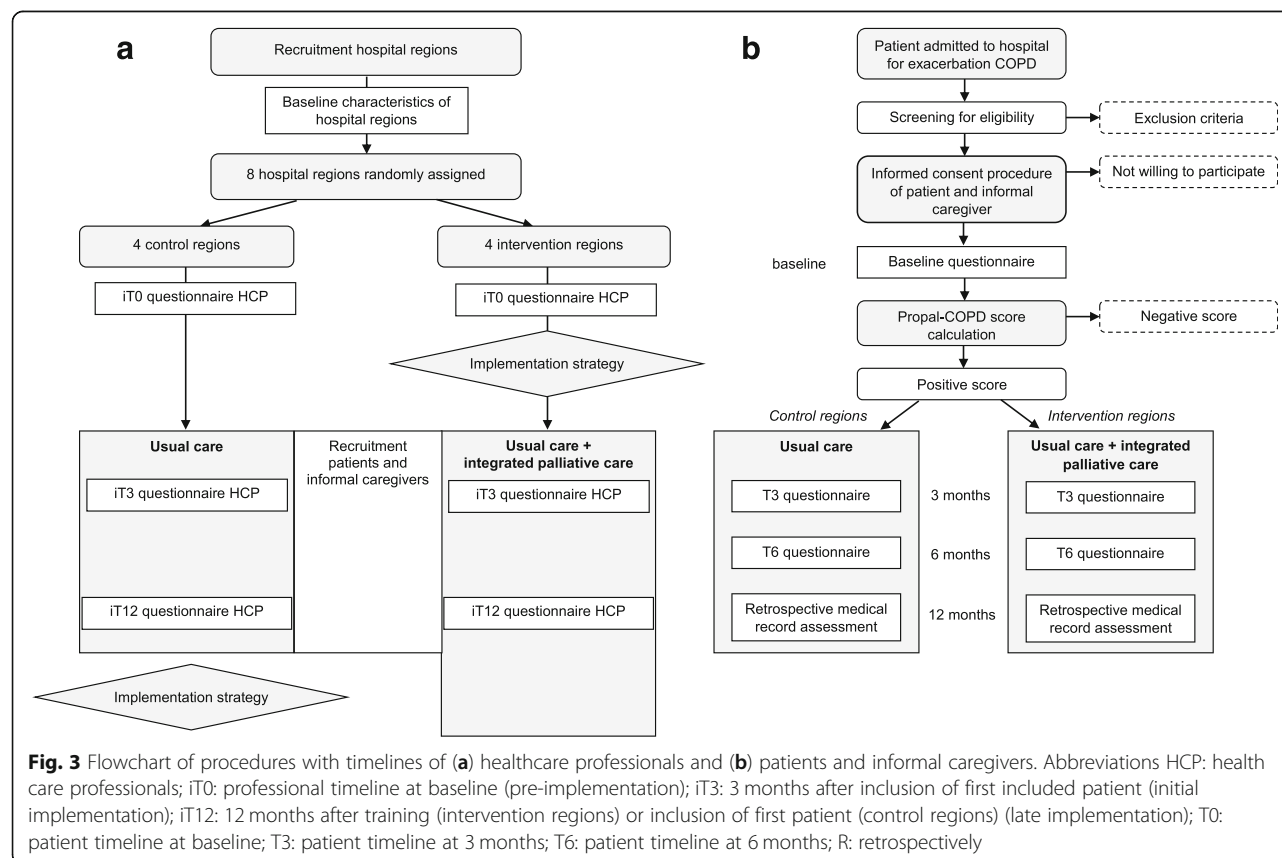 a
Recruitment hospital regions
Baseline characteristics of
hospital regions
8 hospital regions randomly assigned
4 control regions
4 intervention regions
iT0 questionnaire HCP
iT0 questionnaire HCP
Implementation strategy
Usual care
Recruitment
patients and
informal caregivers
Usual care +
integrated palliative care
iT3 questionnaire HCP
iT3 questionnaire HCP
iT12 questionnaire HCP
iT12 questionnaire HCP
Implementation strategy
b
Patient admitted to hospital
for exacerbation COPD
Screening for eligibility
Exclusion criteria
Informed consent procedure
of patient and informal
caregiver
Not willing to participate
baseline
Baseline questionnaire
Propal-COPD score
calculation
Negative score
Positive score
Control regions
Intervention regions
Usual care
Usual care + integrated
palliative care
T3 questionnaire
3 months
T3 questionnaire
T6 questionnaire
6 months
T6 questionnaire
Retrospective medical
record assessment
12 months
Retrospective medical
record assessment
Fig. 3 Flowchart of procedures with timelines of (a) healthcare professionals and (b) patients and informal caregivers. Abbreviations HCP: health
care professionals; iT0: professional timeline at baseline (pre-implementation); iT3: 3 months after inclusion of first included patient (initial
implementation); iT12: 12 months after training (intervention regions) or inclusion of first patient (control regions) (late implementation); T0:
patient timeline at baseline; T3: patient timeline at 3 months; T6: patient timeline at 6 months; R: retrospectively